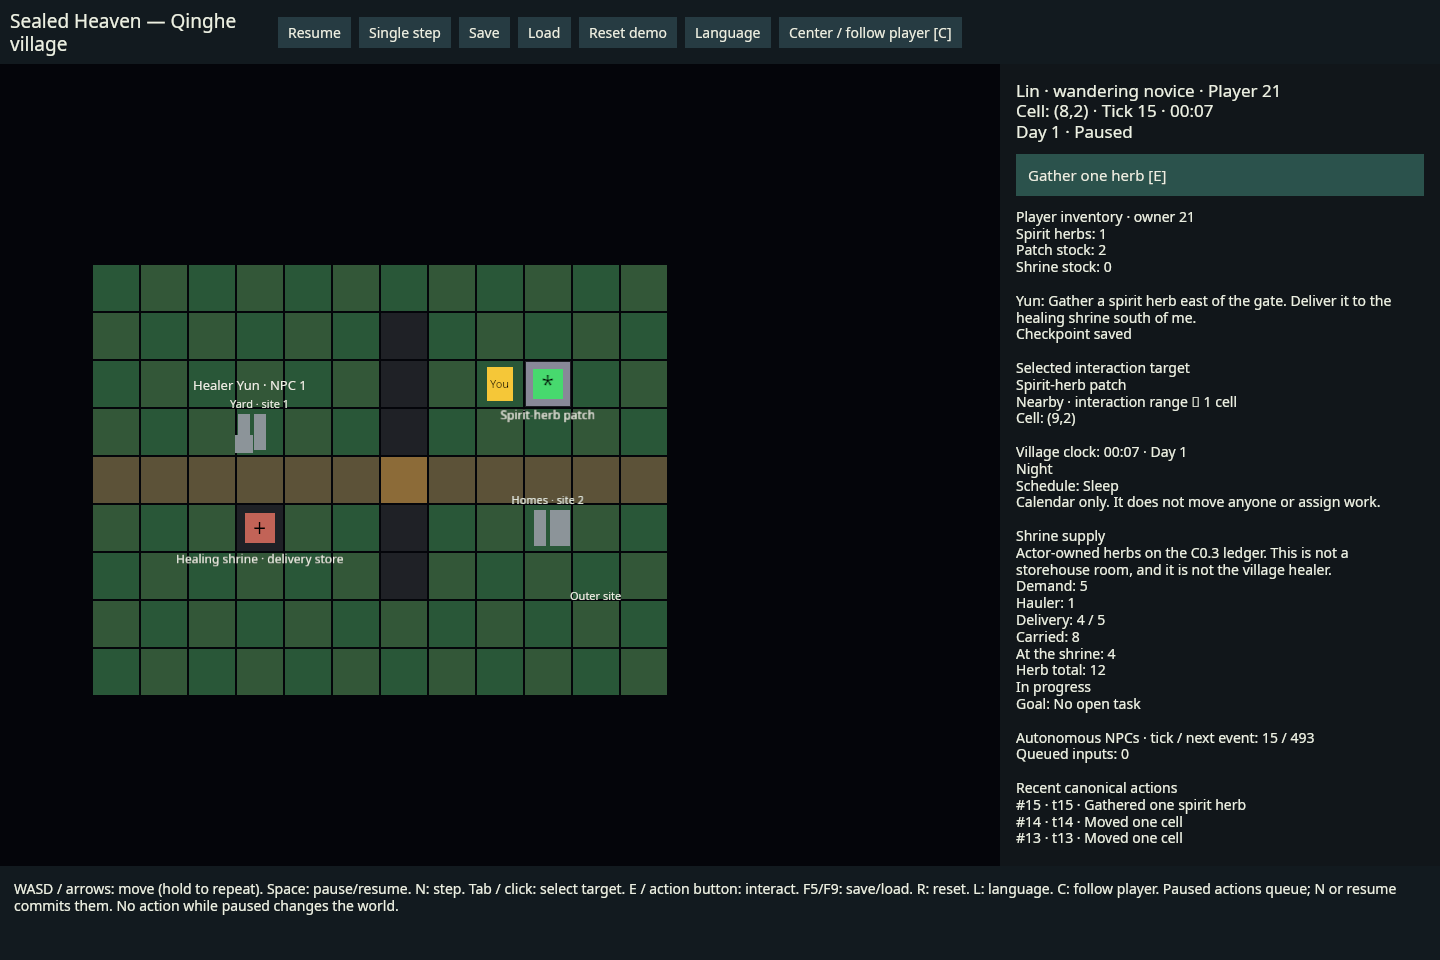 Sealed Heaven — Qinghe
village
Resume
Single step
Save
Load
Reset demo
Language
Center / follow player [C]
Lin · wandering novice · Player 21
Cell: (8,2) · Tick 15 · 00:07
Day 1 · Paused
Gather one herb [E]
Player inventory · owner 21
Spirit herbs: 1
Patch stock: 2
Shrine stock: 0
Yun: Gather a spirit herb east of the gate. Deliver it to the
healing shrine south of me.
Checkpoint saved
Selected interaction target
Spirit-herb patch
Nearby · interaction range 1 cell
Cell: (9,2)
Village clock: 00:07 · Day 1
Night
Schedule: Sleep
Calendar only. It does not move anyone or assign work.
Shrine supply
Actor-owned herbs on the C0.3 ledger. This is not a
storehouse room, and it is not the village healer.
Demand: 5
Hauler: 1
Delivery: 4 / 5
Carried: 8
At the shrine: 4
Herb total: 12
In progress
Goal: No open task
Autonomous NPCs · tick / next event: 15 / 493
Queued inputs: 0
Recent canonical actions
#15 · t15 · Gathered one spirit herb
#14 · t14 · Moved one cell
#13 · t13 · Moved one cell
Healer Yun · NPC 1
Yard · site 1
You
*
Spirit herb patch
Homes · site 2
+
Healing shrine · delivery store
Outer site
WASD / arrows: move (hold to repeat). Space: pause/resume. N: step. Tab / click: select target. E / action button: interact. F5/F9: save/load. R: reset. L: language. C: follow player. Paused actions queue; N or resume
commits them. No action while paused changes the world.